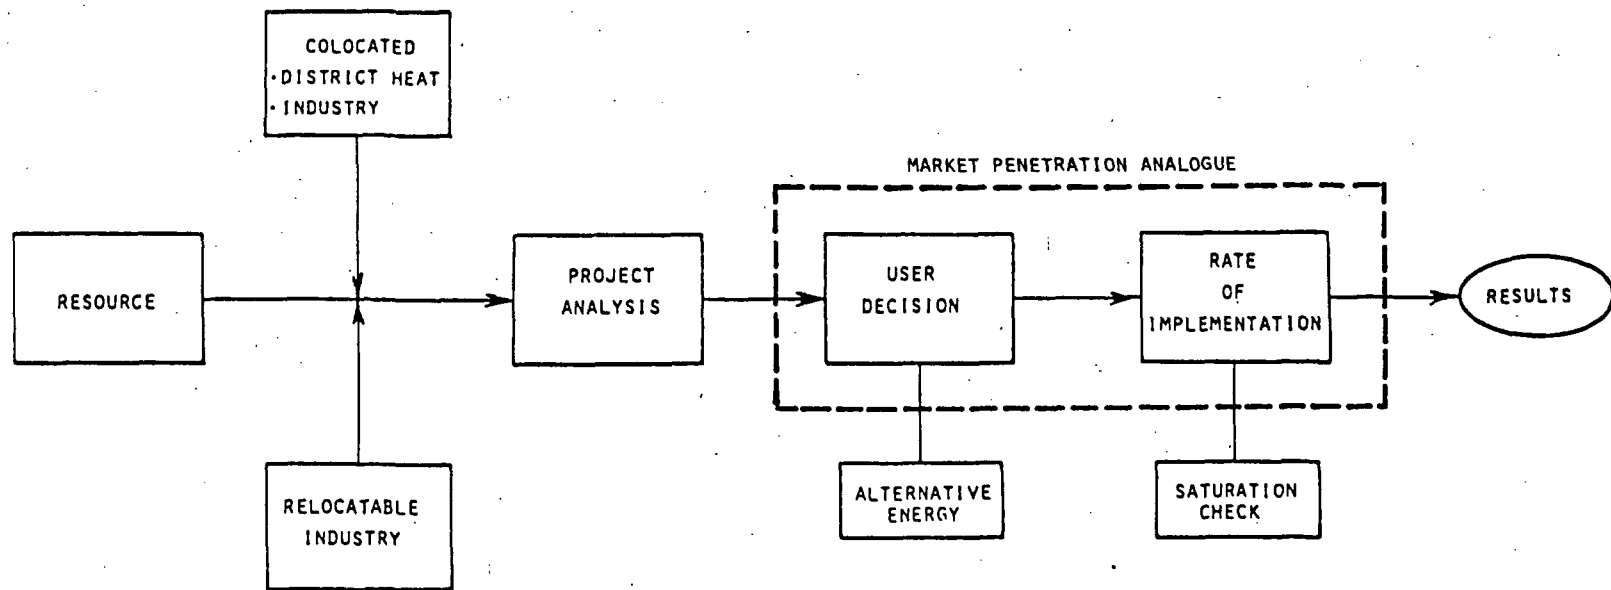 COLOCATED
·DISTRICT HEAT
·INDUSTRY
MARKET PENETRATION ANALOGUE
RESOURCE
PROJECT
ANALYSIS
USER
DECISION
RATE
OF
IMPLEMENTATION
RESULTS
RELOCATABLE
INDUSTRY
ALTERNATIVE
ENERGY
SATURATION
CHECK